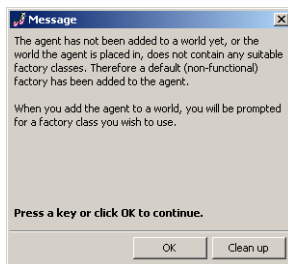 Message
The agent has not been added to a world yet, or the
world the agent is placed in, does not contain any suitable
factory classes. Therefore a default (non-functional)
factory has been added to the agent.
When you add the agent to a world, you will be prompted
for a factory class you wish to use.
Press a key or click OK to continue.
OK
Clean up